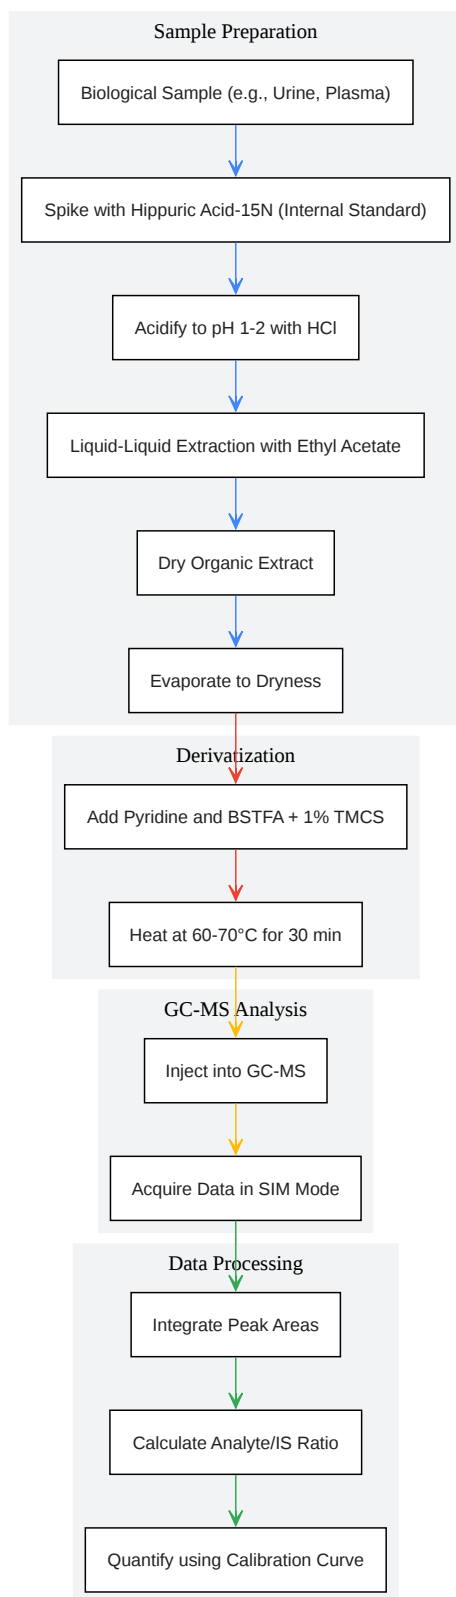 Sample Preparation
Biological Sample (e.g., Urine, Plasma)
Spike with Hippuric Acid-15N (Internal Standard)
Acidify to pH 1-2 with HCl
Liquid-Liquid Extraction with Ethyl Acetate
Dry Organic Extract
Evaporate to Dryness
Derivatization
Add Pyridine and BSTFA + 1% TMCS
Heat at 60-70°C for 30 min
GC-MS Analysis
Inject into GC-MS
Acquire Data in SIM Mode
Data Processing
Integrate Peak Areas
Calculate Analyte/IS Ratio
Quantify using Calibration Curve